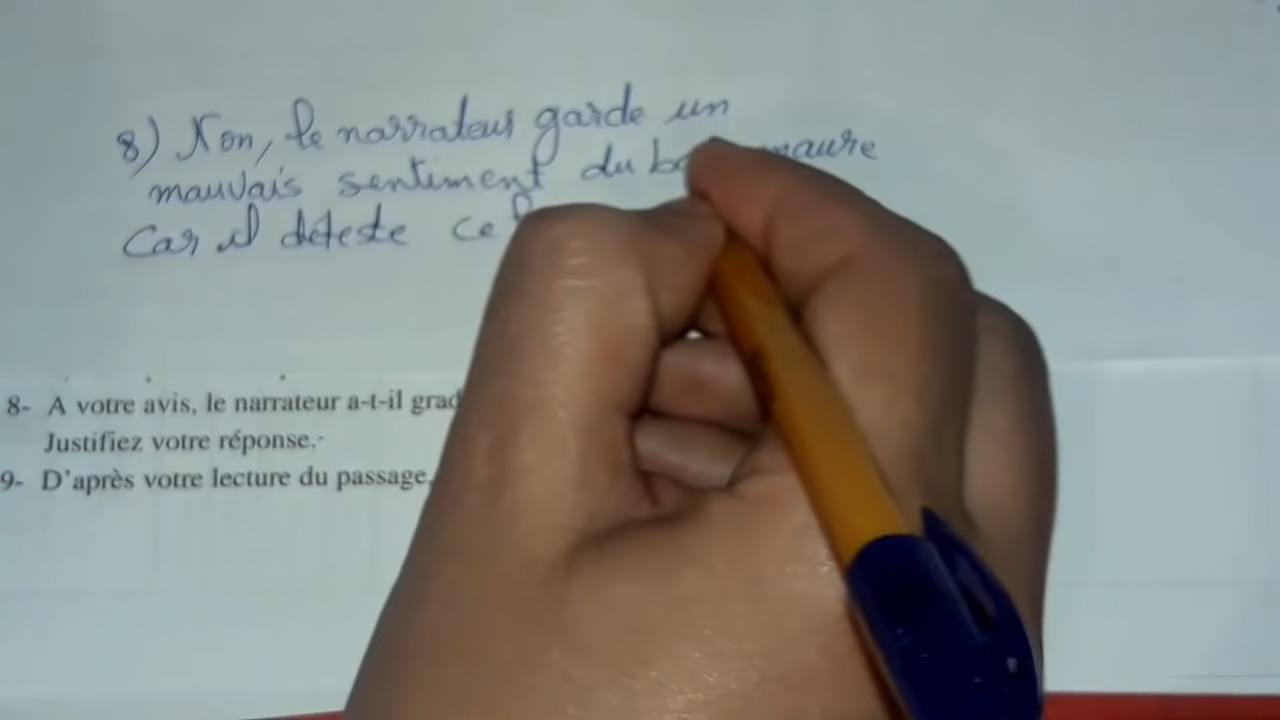 8) Non, le narrateur garde un
mauvais sentiment du maure
Car il déteste ce
8- A votre avis, le narrateur a-t-il
Justifiez votre réponse.
9- D'après votre lecture du passage,